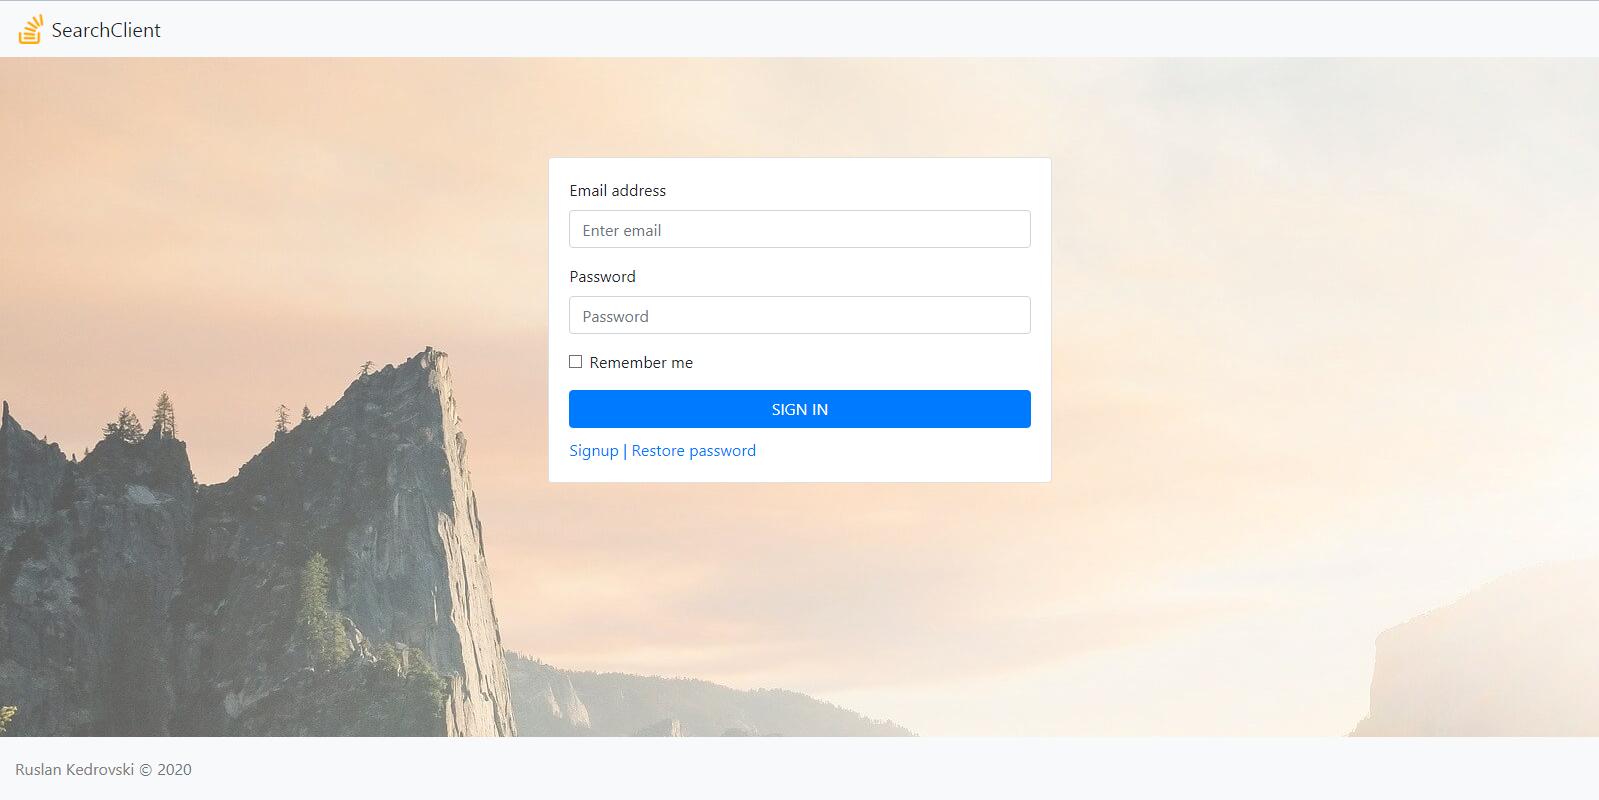 SearchClient
Email address
Enter email
Password
Password
Remember me
SIGN IN
Signup | Restore password
Ruslan Kedrovski © 2020